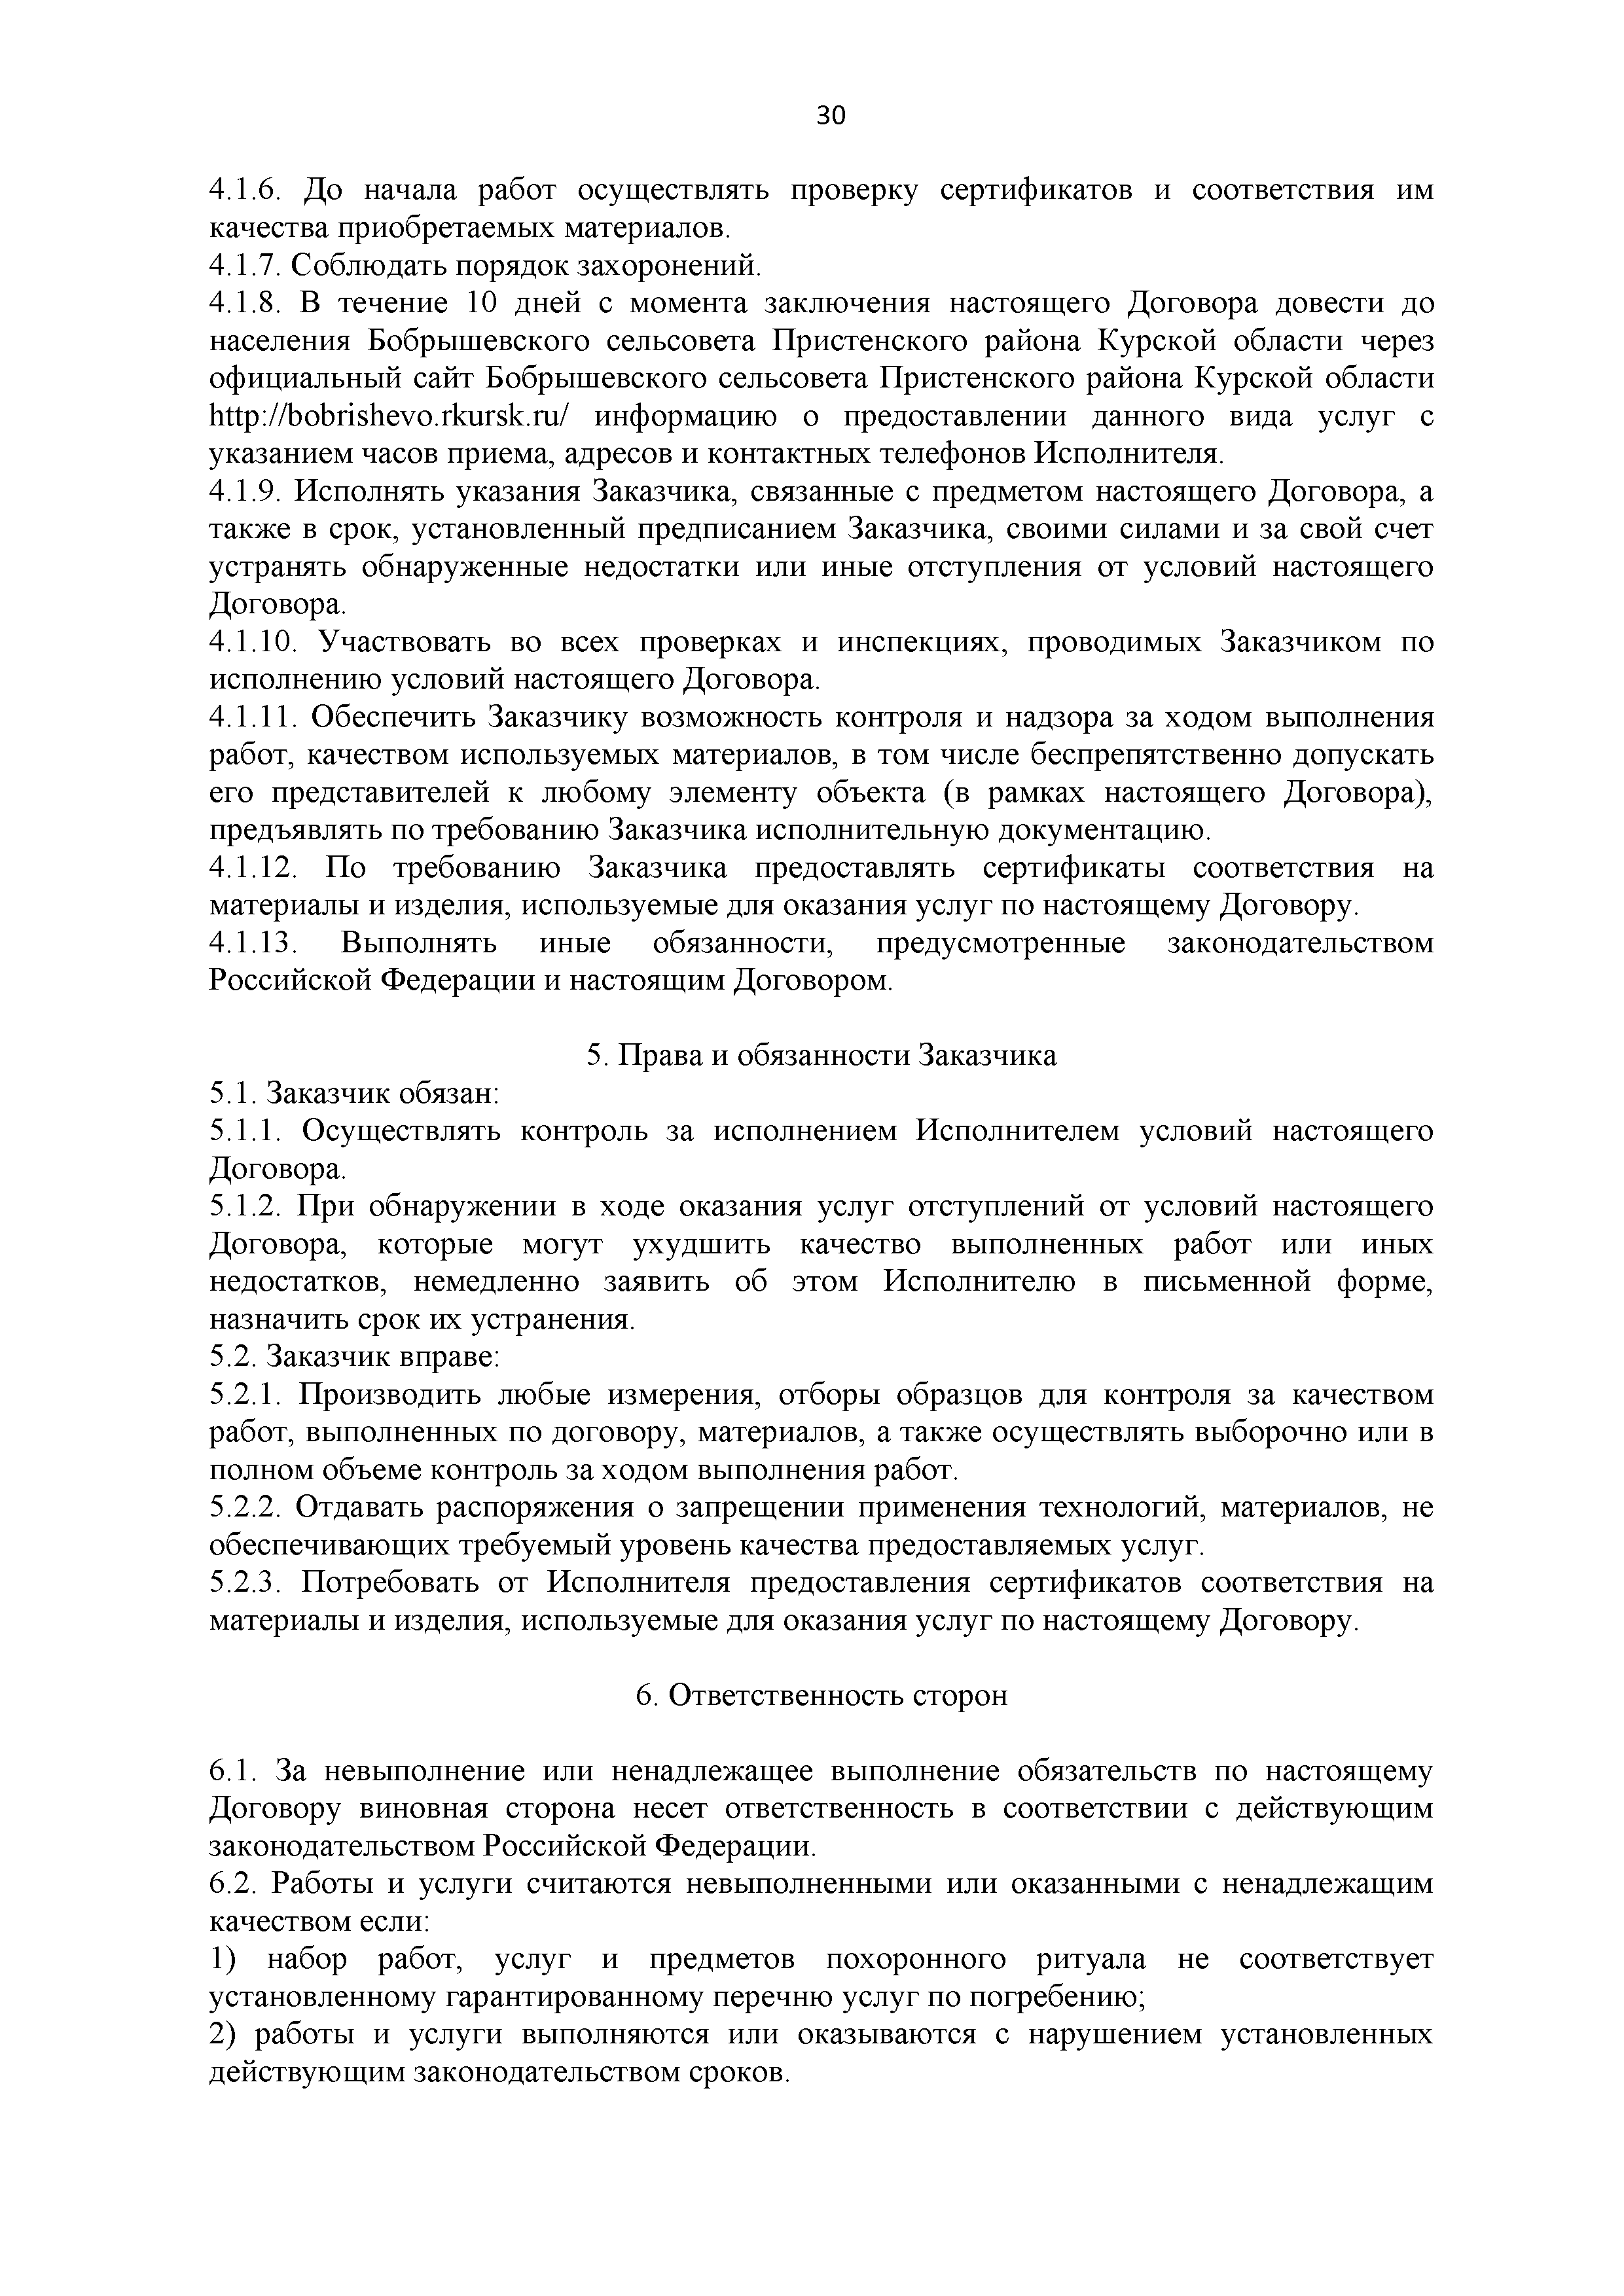 30
4.1.6. До начала работ осуществлять проверку сертификатов и соответствия им
качества приобретаемых материалов.
4.1.7. Соблюдать порядок захоронений.
4.1.8. В течение 10 дней с момента заключения настоящего Договора довести до
населения Бобрышевского сельсовета Пристенского района Курской области через
официальный сайт Бобрышевского сельсовета Пристенского района Курской области
http://bobrishevo.rkursk.ru/ информацию о предоставлении данного вида услуг с
указанием часов приема, адресов и контактных телефонов Исполнителя.
4.1.9. Исполнять указания Заказчика, связанные с предметом настоящего Договора, а
также в срок, установленный предписанием Заказчика, своими силами и за свой счет
устранять обнаруженные недостатки или иные отступления от условий настоящего
Договора.
4.1.10. Участвовать во всех проверках и инспекциях, проводимых Заказчиком по
исполнению условий настоящего Договора.
4.1.11. Обеспечить Заказчику возможность контроля и надзора за ходом выполнения
работ, качеством используемых материалов, в том числе беспрепятственно допускать
его представителей к любому элементу объекта (в рамках настоящего Договора),
предъявлять по требованию Заказчика исполнительную документацию.
4.1.12. По требованию Заказчика предоставлять сертификаты соответствия на
материалы и изделия, используемые для оказания услуг по настоящему Договору.
4.1.13. Выполнять иные обязанности, предусмотренные законодательством
Российской Федерации и настоящим Договором.
5. Права и обязанности Заказчика
5.1. Заказчик обязан:
5.1.1. Осуществлять контроль за исполнением Исполнителем условий настоящего
Договора.
5.1.2. При обнаружении в ходе оказания услуг отступлений от условий настоящего
Договора, которые могут ухудшить качество выполненных работ или иных
недостатков, немедленно заявить об этом Исполнителю в письменной форме,
назначить срок их устранения.
5.2. Заказчик вправе:
5.2.1. Производить любые измерения, отборы образцов для контроля за качеством
работ, выполненных по договору, материалов, а также осуществлять выборочно или в
полном объеме контроль за ходом выполнения работ.
5.2.2. Отдавать распоряжения о запрещении применения технологий, материалов, не
обеспечивающих требуемый уровень качества предоставляемых услуг.
5.2.3. Потребовать от Исполнителя предоставления сертификатов соответствия на
материалы и изделия, используемые для оказания услуг по настоящему Договору.
6. Ответственность сторон
6.1. За невыполнение или ненадлежащее выполнение обязательств по настоящему
Договору виновная сторона несет ответственность в соответствии с действующим
законодательством Российской Федерации.
6.2. Работы и услуги считаются невыполненными или оказанными с ненадлежащим
качеством если:
1) набор работ, услуг и предметов похоронного ритуала не соответствует
установленному гарантированному перечню услуг по погребению;
2) работы и услуги выполняются или оказываются с нарушением установленных
действующим законодательством сроков.